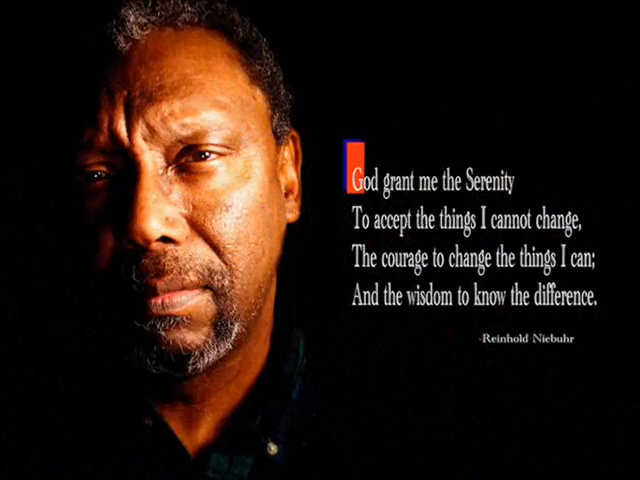 God grant me the Serenity
To accept the things I cannot change,
The courage to change the things I can;
And the wisdom to know the difference.
-Reinhold Niebuhr